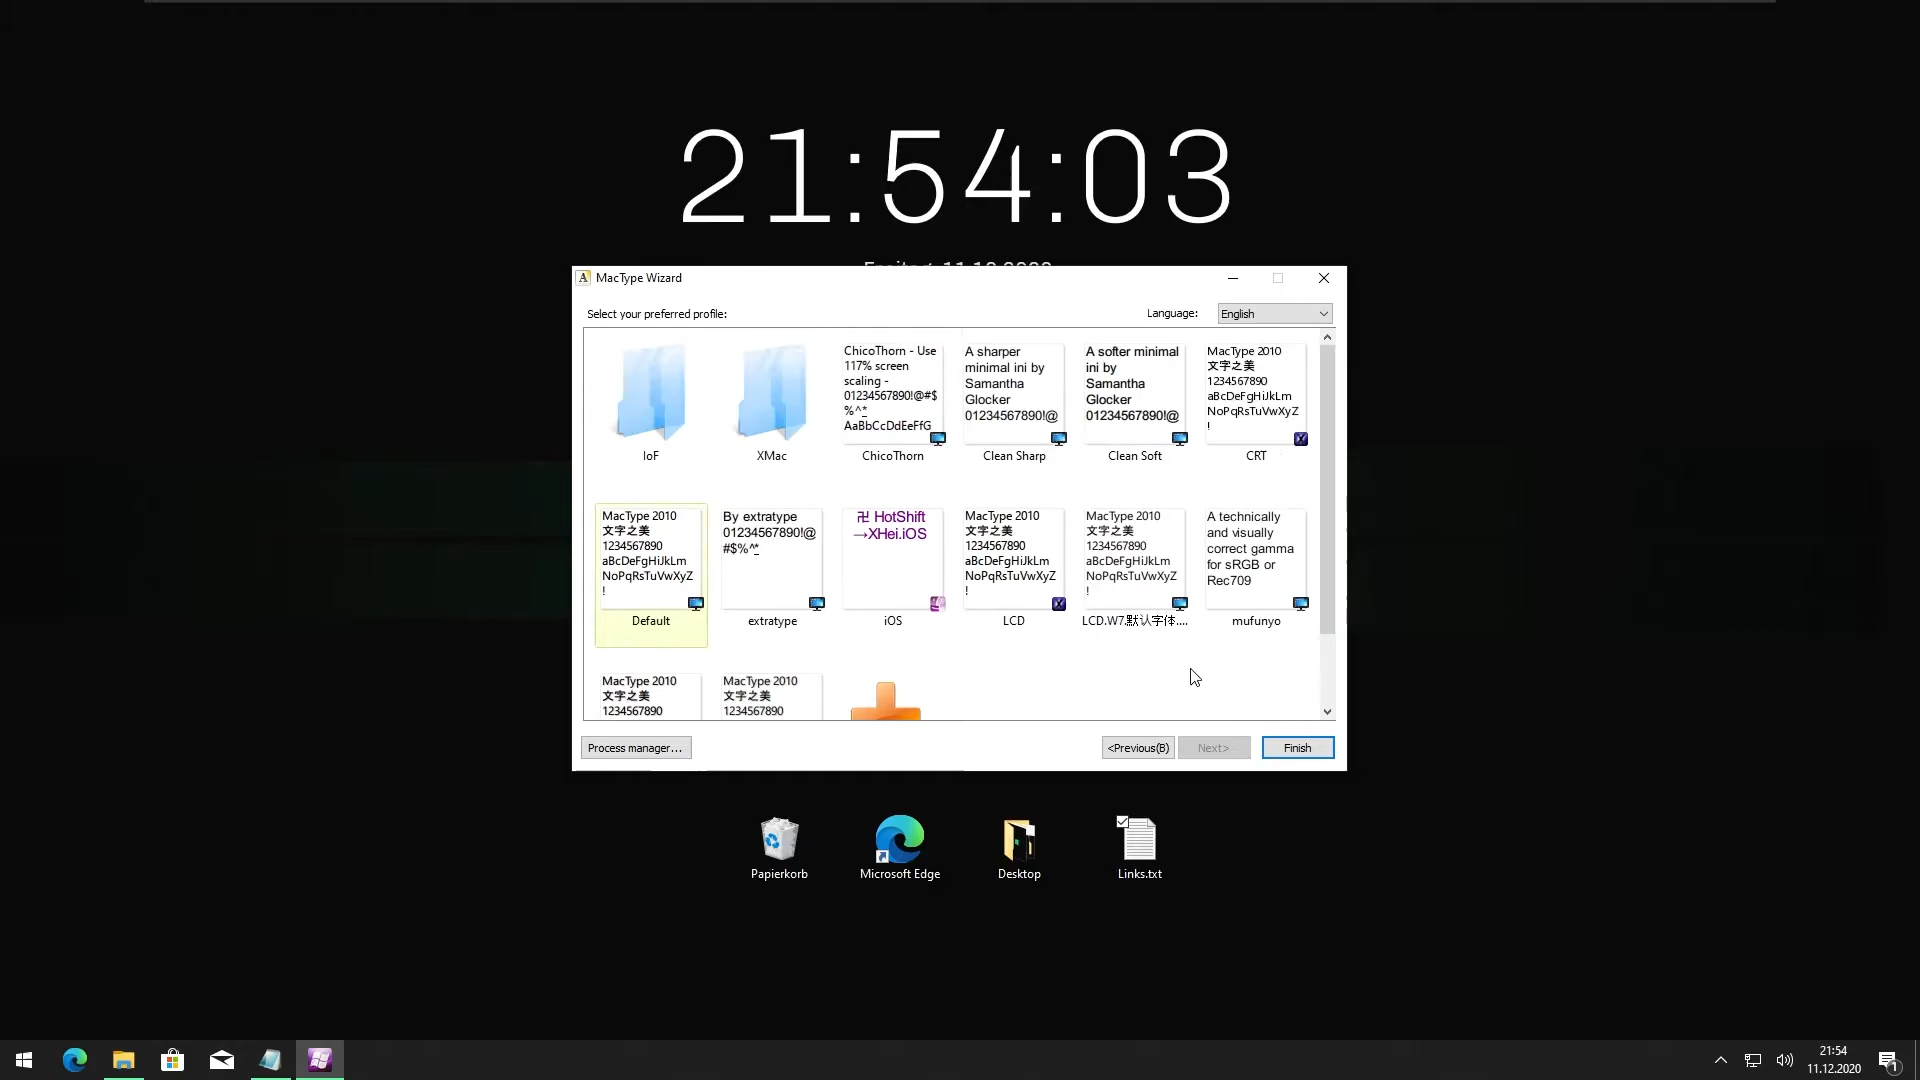 21:54:03
Freitag, 11.12.2020
MacType Wizard
Select your preferred profile:
Language:
English
IoF
XMac
ChicoThorn - Use
117% screen
scaling -
01234567890!@#$
%^*
AaBbCcDdEeFfG
ChicoThorn
A sharper
minimal ini by
Samantha
Glocker
01234567890!@
Clean Sharp
A softer minimal
ini by
Samantha
Glocker
01234567890!@
Clean Soft
MacType 2010
文字之美
1234567890
aBcDeFgHiJkLm
NoPqRsTuVwXyZ
!
CRT
MacType 2010
文字之美
1234567890
aBcDeFgHiJkLm
NoPqRsTuVwXyZ
!
Default
By extratype
01234567890!@
#$%^*
extratype
卍 HotShift
→XHei.iOS
iOS
MacType 2010
文字之美
1234567890
aBcDeFgHiJkLm
NoPqRsTuVwXyZ
!
LCD
MacType 2010
文字之美
1234567890
aBcDeFgHiJkLm
NoPqRsTuVwXyZ
!
LCD.W7.默认字体....
A technically
and visually
correct gamma
for sRGB or
Rec709
mufunyo
MacType 2010
文字之美
1234567890
MacType 2010
文字之美
1234567890
Process manager...
<Previous(B)
Next>
Finish
Papierkorb
Microsoft Edge
Desktop
Links.txt
21:54
11.12.2020
1